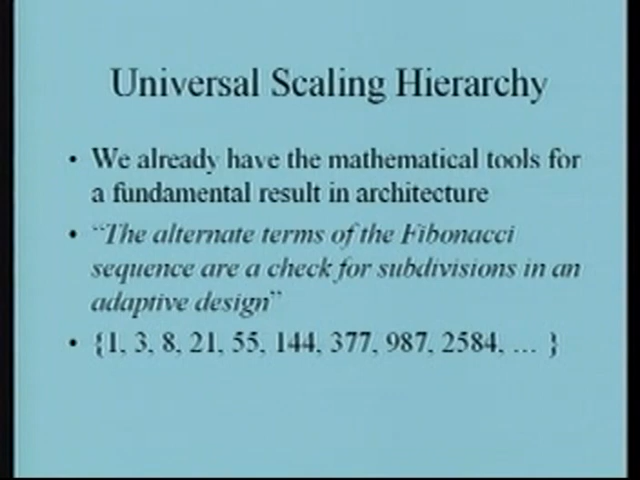 Universal Scaling Hierarchy
• We already have the mathematical tools for
a fundamental result in architecture
• “The alternate terms of the Fibonacci
sequence are a check for subdivisions in an
adaptive design”
• {1, 3, 8, 21, 55, 144, 377, 987, 2584, … }